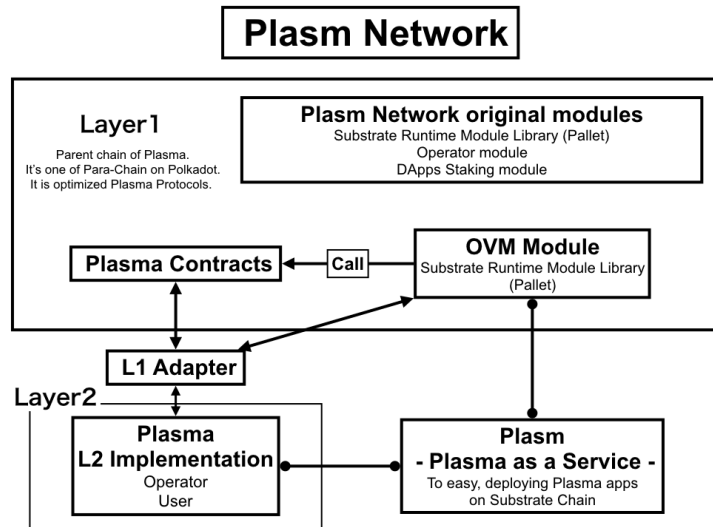 Plasm Network
Layer1
Parent chain of Plasma.
It's one of Para-Chain on Polkadot.
It is optimized Plasma Protocols.
Plasm Network original modules
Substrate Runtime Module Library (Pallet)
Operator module
DApps Staking module
Plasma Contracts
Call
OVM Module
Substrate Runtime Module Library
(Pallet)
L1 Adapter
Layer2
Plasma
L2 Implementation
Operator
User
Plasm
- Plasma as a Service -
To easy, deploying Plasma apps
on Substrate Chain